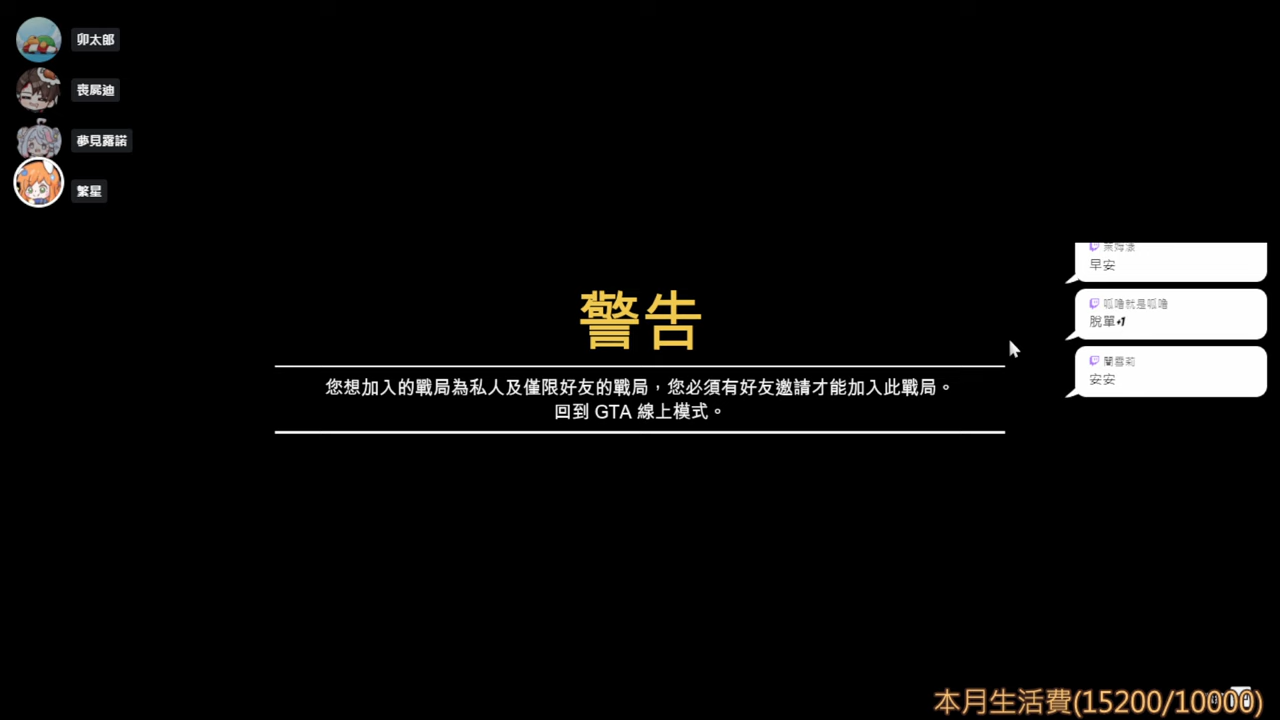 卯太郎
喪屍迪
夢見露諾
繁星
早安
呱嚕就是呱嚕
脫單+1
蘭雪莉
安安
警告
您想加入的戰局為私人及僅限好友的戰局，您必須有好友邀請才能加入此戰局。
回到 GTA 線上模式。
本月生活費(15200/10000)